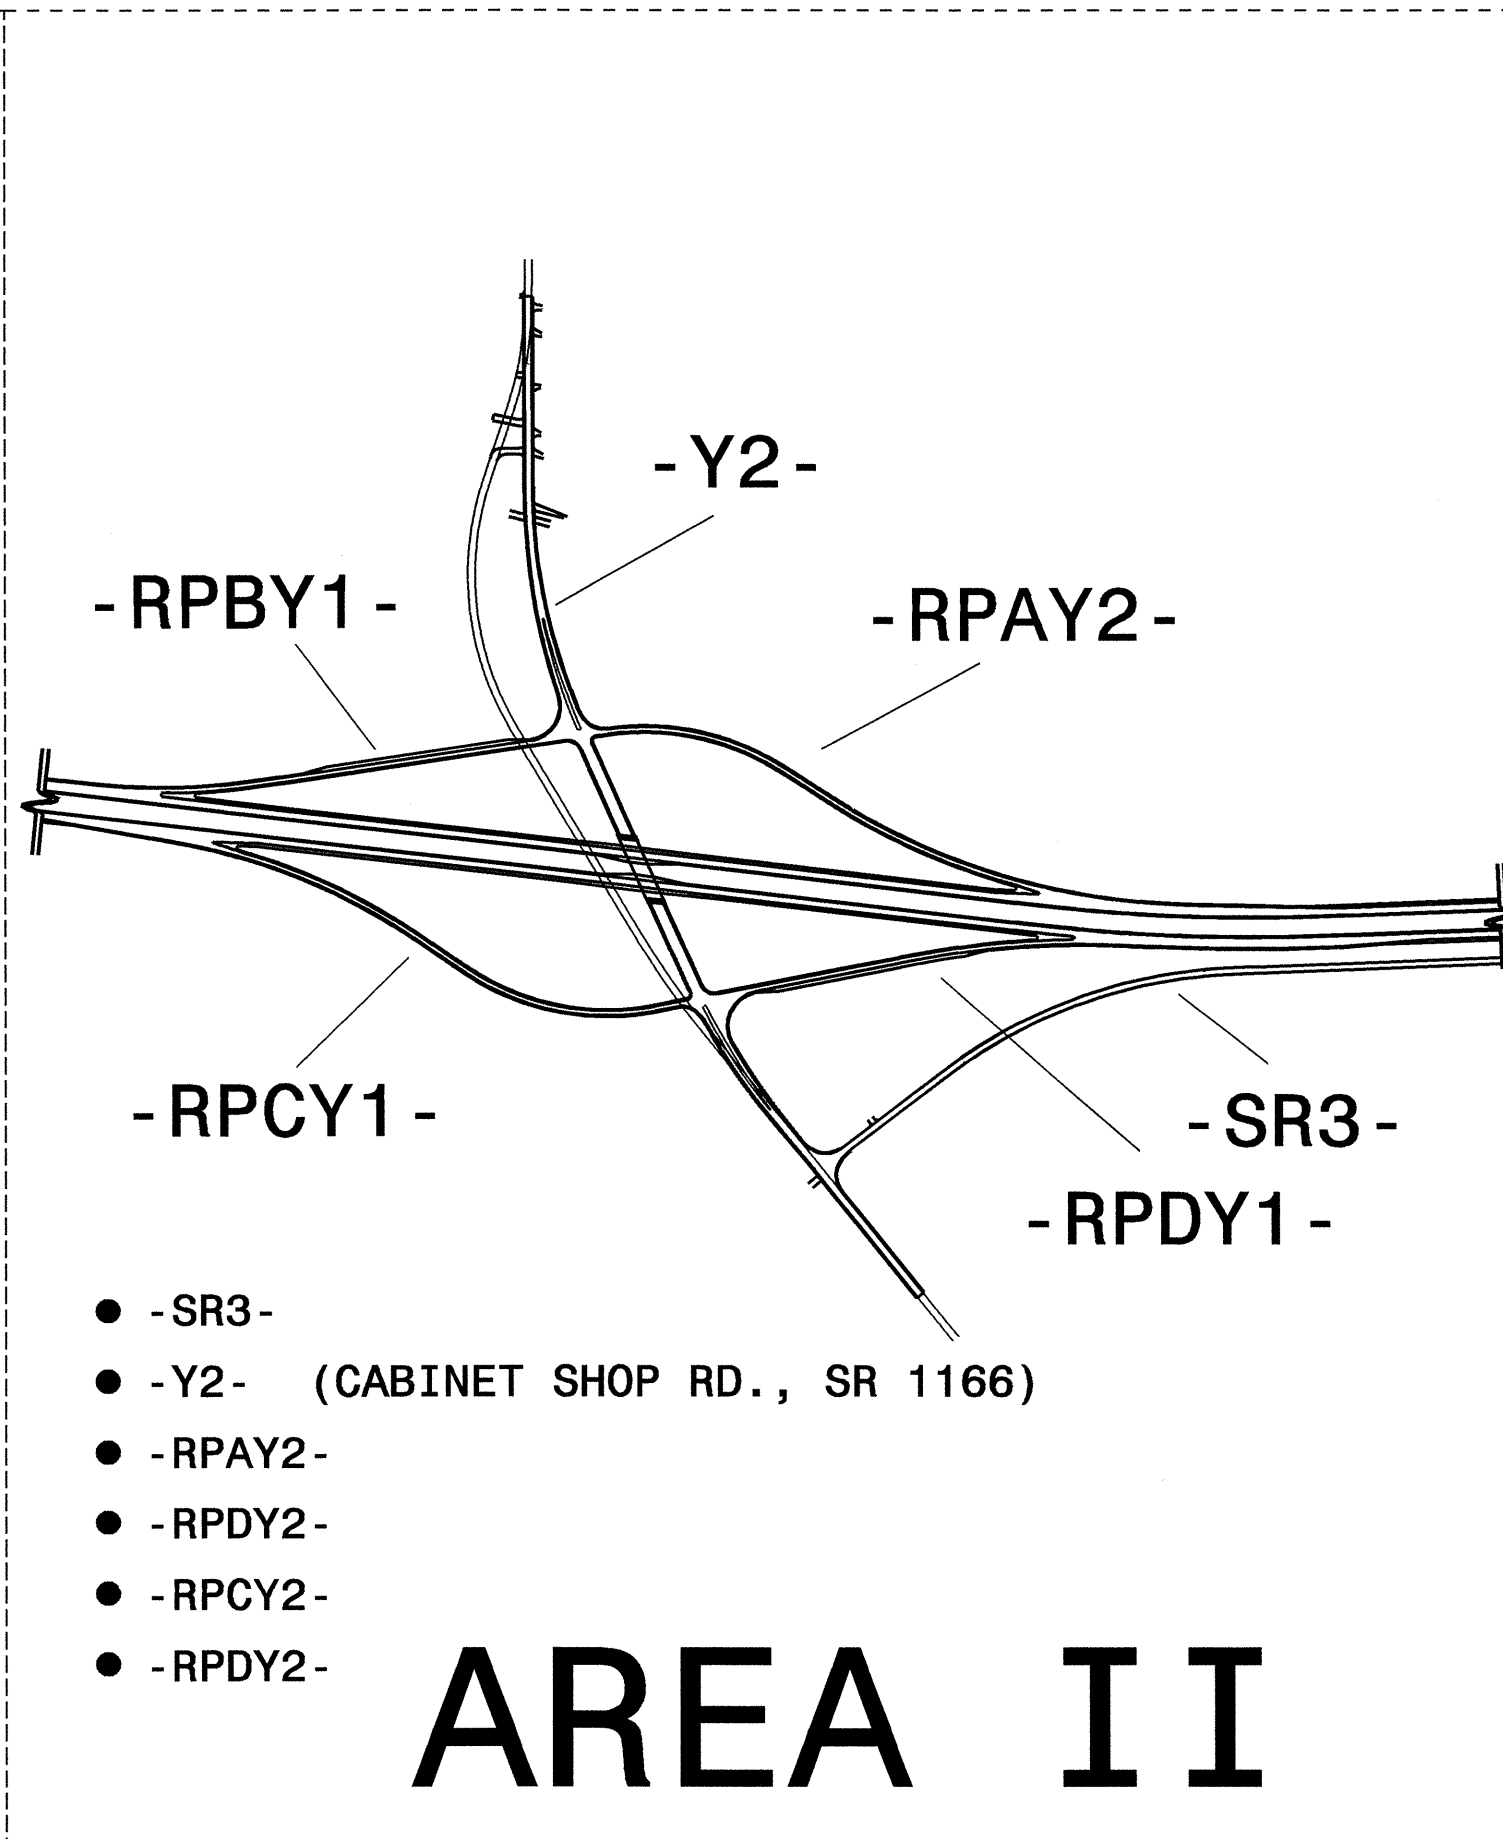 -Y2-
-RPBY1-
-RPAY2-
-RPCY1-
-SR3-
-RPDY1-
● -SR3-
● -Y2- (CABINET SHOP RD., SR 1166)
● -RPAY2-
● -RPDY2-
● -RPCY2-
● -RPDY2-
AREA II